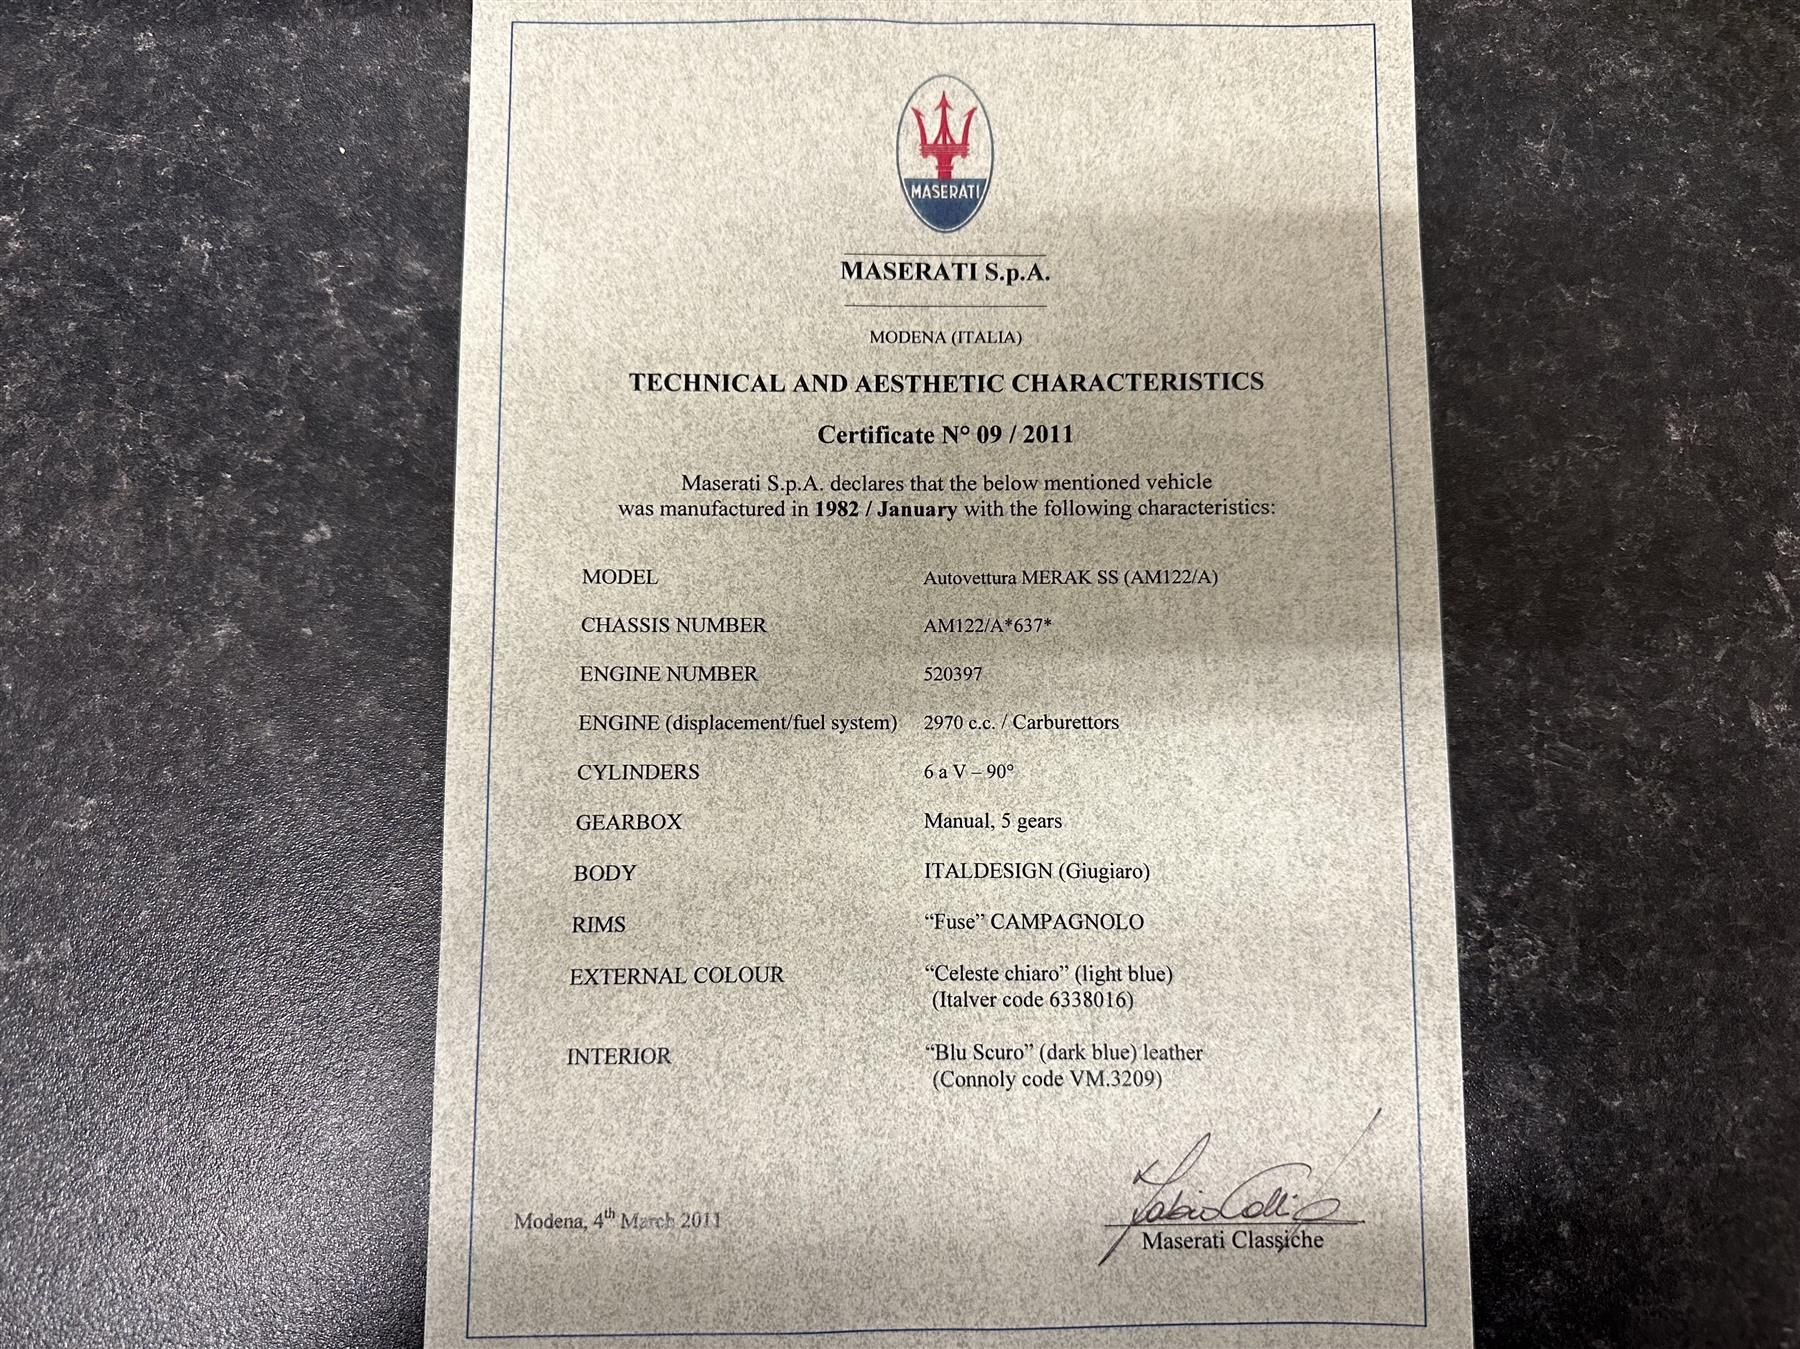 MASERATI
MASERATI S.p.A.
MODENA (ITALIA)
TECHNICAL AND AESTHETIC CHARACTERISTICS
Certificate N° 09 / 2011
Maserati S.p.A. declares that the below mentioned vehicle
was manufactured in 1982 / January with the following characteristics:
MODEL Autovettura MERAK SS (AM122/A)
CHASSIS NUMBER AM122/A*637*
ENGINE NUMBER 520397
ENGINE (displacement/fuel system) 2970 c.c. / Carburettors
CYLINDERS 6 a V – 90°
GEARBOX Manual, 5 gears
BODY ITALDESIGN (Giugiaro)
RIMS “Fuse” CAMPAGNOLO
EXTERNAL COLOUR “Celeste chiaro” (light blue)
(Italver code 6338016)
INTERIOR “Blu Scuro” (dark blue) leather
(Connoly code VM.3209)
Modena, 4th March 2011
Maserati Classiche